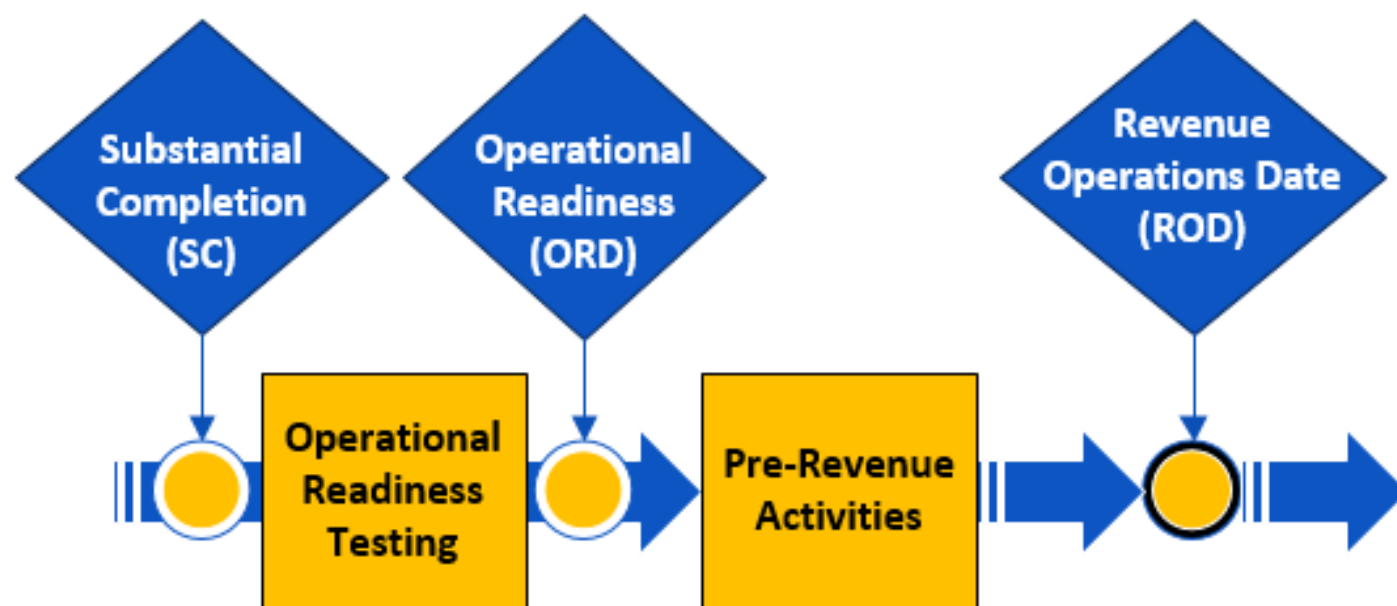 Substantial
Completion
(SC)
Operational
Readiness
(ORD)
Revenue
Operations Date
(ROD)
Operational
Readiness
Testing
Pre-Revenue
Activities